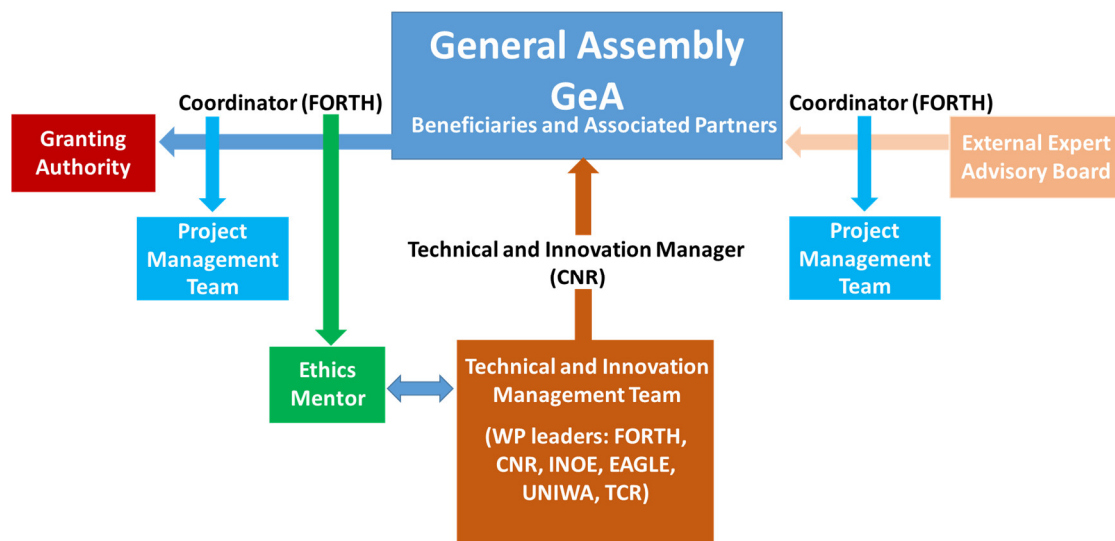 General Assembly
GeA
Beneficiaries and Associated Partners
Coordinator (FORTH)
Coordinator (FORTH)
Granting
Authority
External Expert
Advisory Board
Project
Management
Team
Project
Management
Team
Technical and Innovation Manager
(CNR)
Ethics
Mentor
Technical and Innovation
Management Team
(WP leaders: FORTH,
CNR, INOE, EAGLE,
UNIWA, TCR)